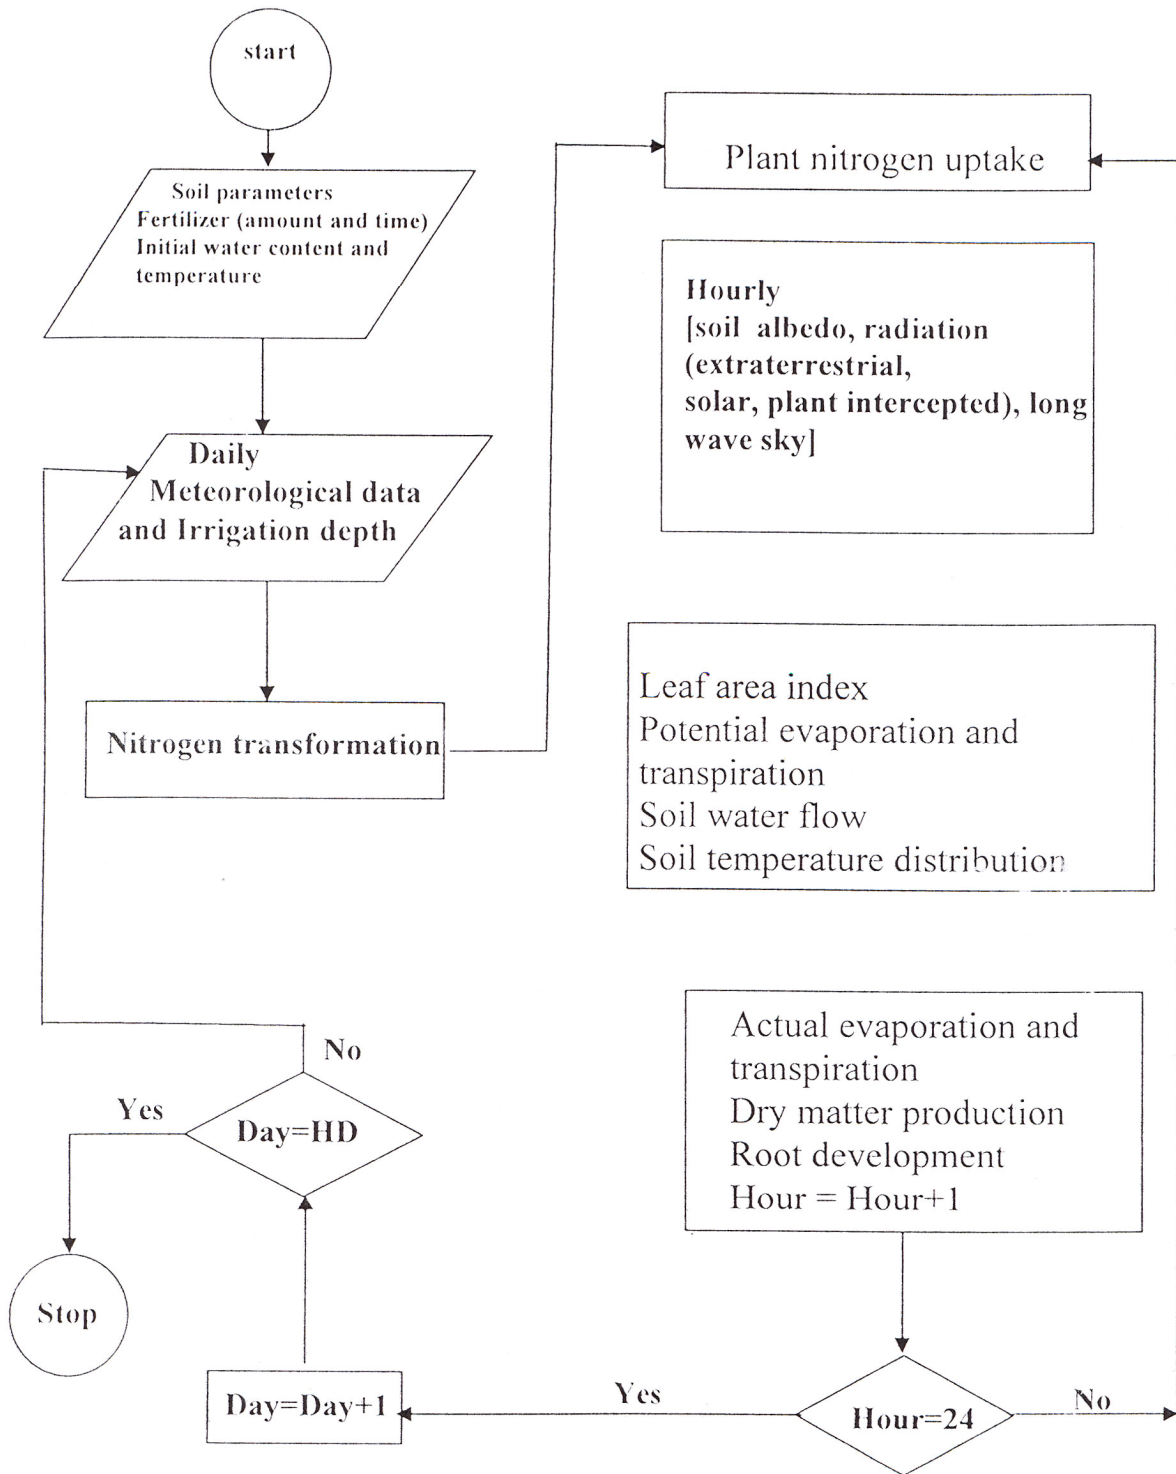 start
Soil parameters
Fertilizer (amount and time)
Initial water content and
temperature
Daily
Meteorological data
and Irrigation depth
Nitrogen transformation
Plant nitrogen uptake
Hourly
[soil albedo, radiation
(extraterrestrial,
solar, plant intercepted), long
wave sky]
Leaf area index
Potential evaporation and
transpiration
Soil water flow
Soil temperature distribution
Actual evaporation and
transpiration
Dry matter production
Root development
Hour = Hour+1
Hour=24
No
Yes
Day=Day+1
Day=HD
No
Yes
Stop